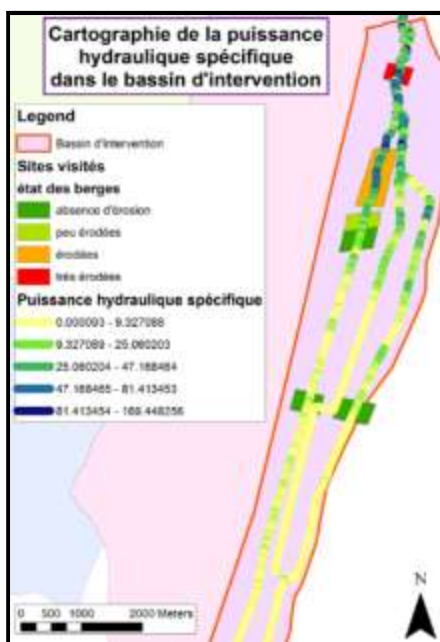 Cartographie de la puissance
hydraulique spécifique
dans le bassin d'intervention
Legend
Bassin d'intervention
Sites visités
état des berges
absence d'érosion
peu érodées
érodées
très érodées
Puissance hydraulique spécifique
0.000093 - 9.327088
9.327089 - 25.060203
25.060204 - 47.168464
47.168465 - 81.413453
81.413454 - 169.448256
0 500 1000 2000 Meters
N